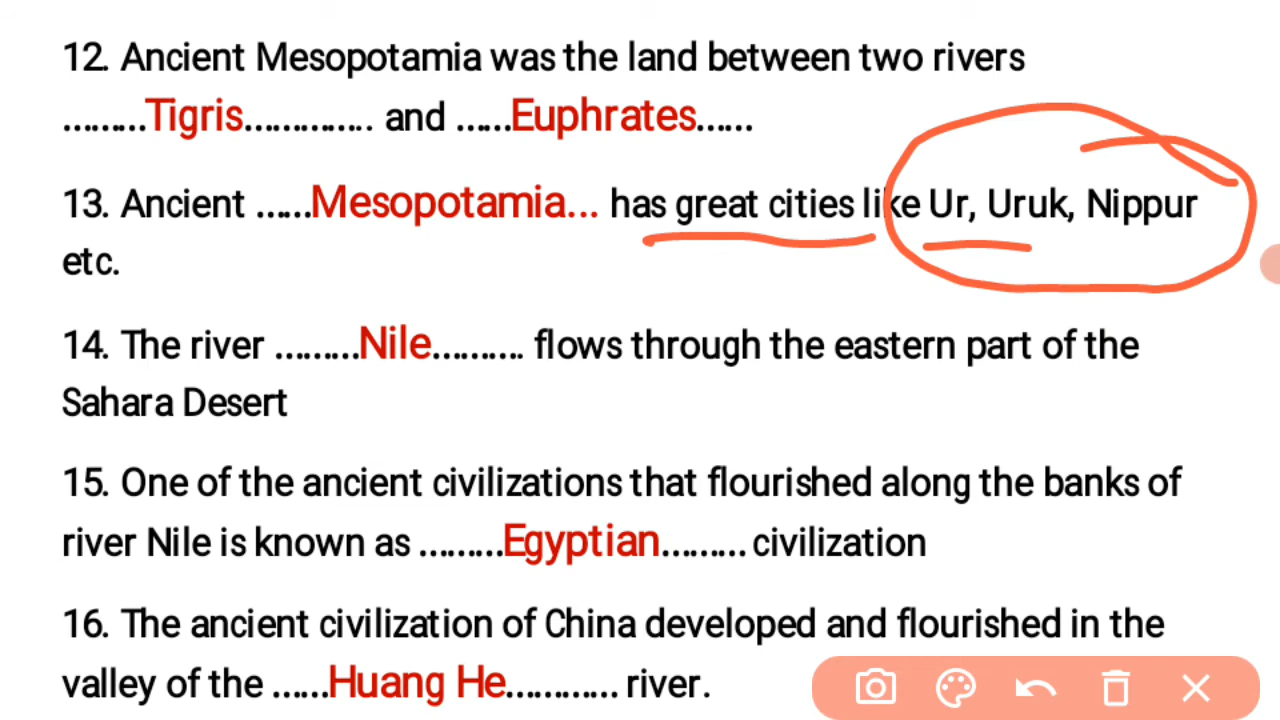 12. Ancient Mesopotamia was the land between two rivers
.........Tigris.............. and ......Euphrates......
13. Ancient ......Mesopotamia... has great cities like Ur, Uruk, Nippur
etc.
14. The river .........Nile.......... flows through the eastern part of the
Sahara Desert
15. One of the ancient civilizations that flourished along the banks of
river Nile is known as .........Egyptian......... civilization
16. The ancient civilization of China developed and flourished in the
valley of the ......Huang He............ river.